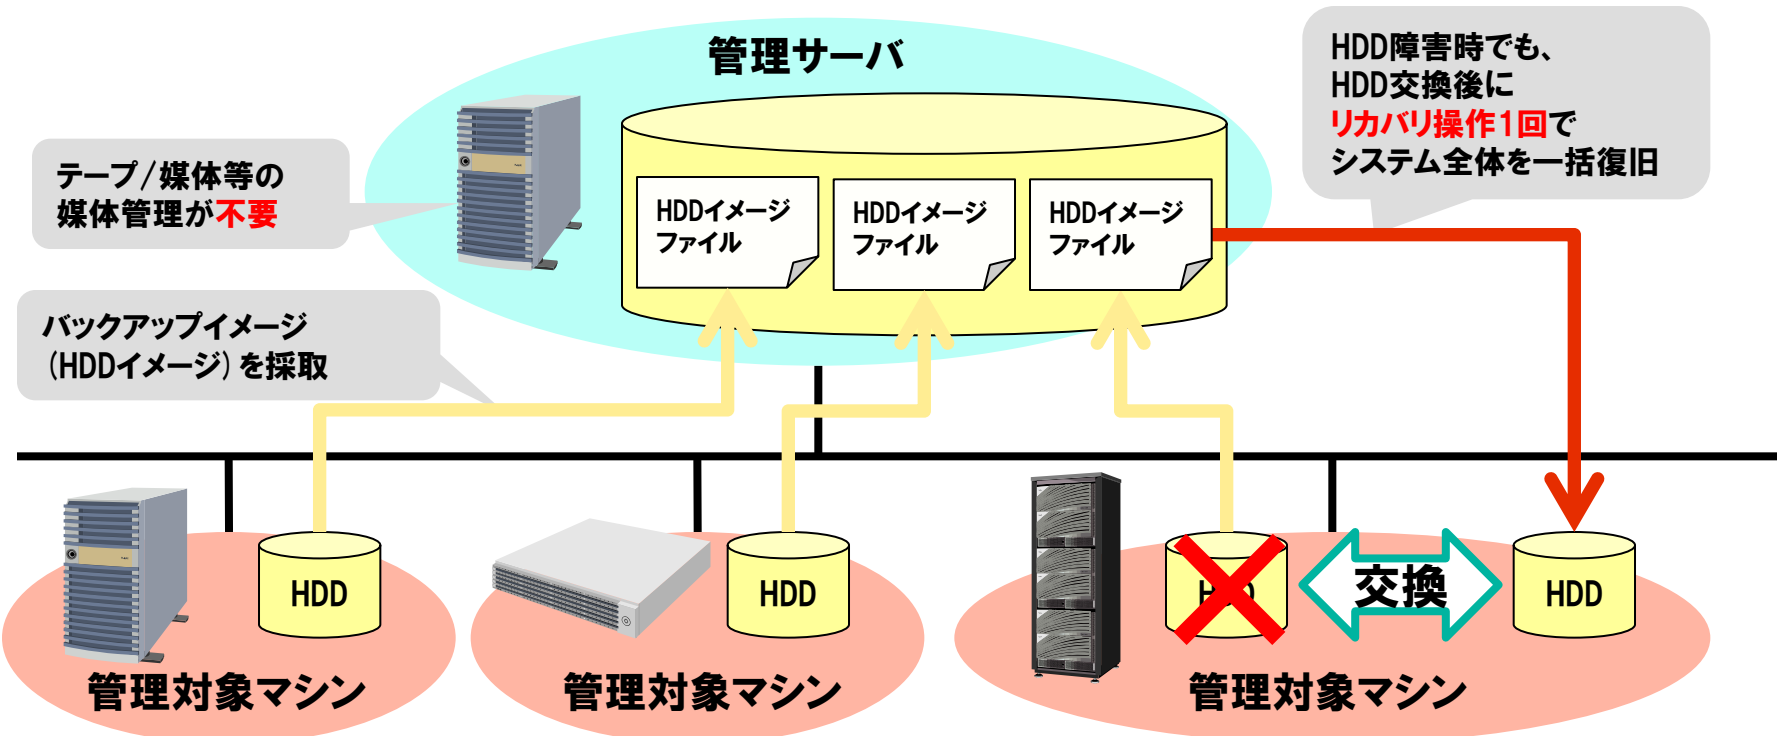 管理サーバ
HDD障害時でも、
HDD交換後に
リカバリ操作1回で
システム全体を一括復旧
テープ/媒体等の
媒体管理が不要
HDDイメージ
ファイル
HDDイメージ
ファイル
HDDイメージ
ファイル
バックアップイメージ
(HDDイメージ)を採取
HDD
HDD
HDD
交換
HDD
管理対象マシン
管理対象マシン
管理対象マシン